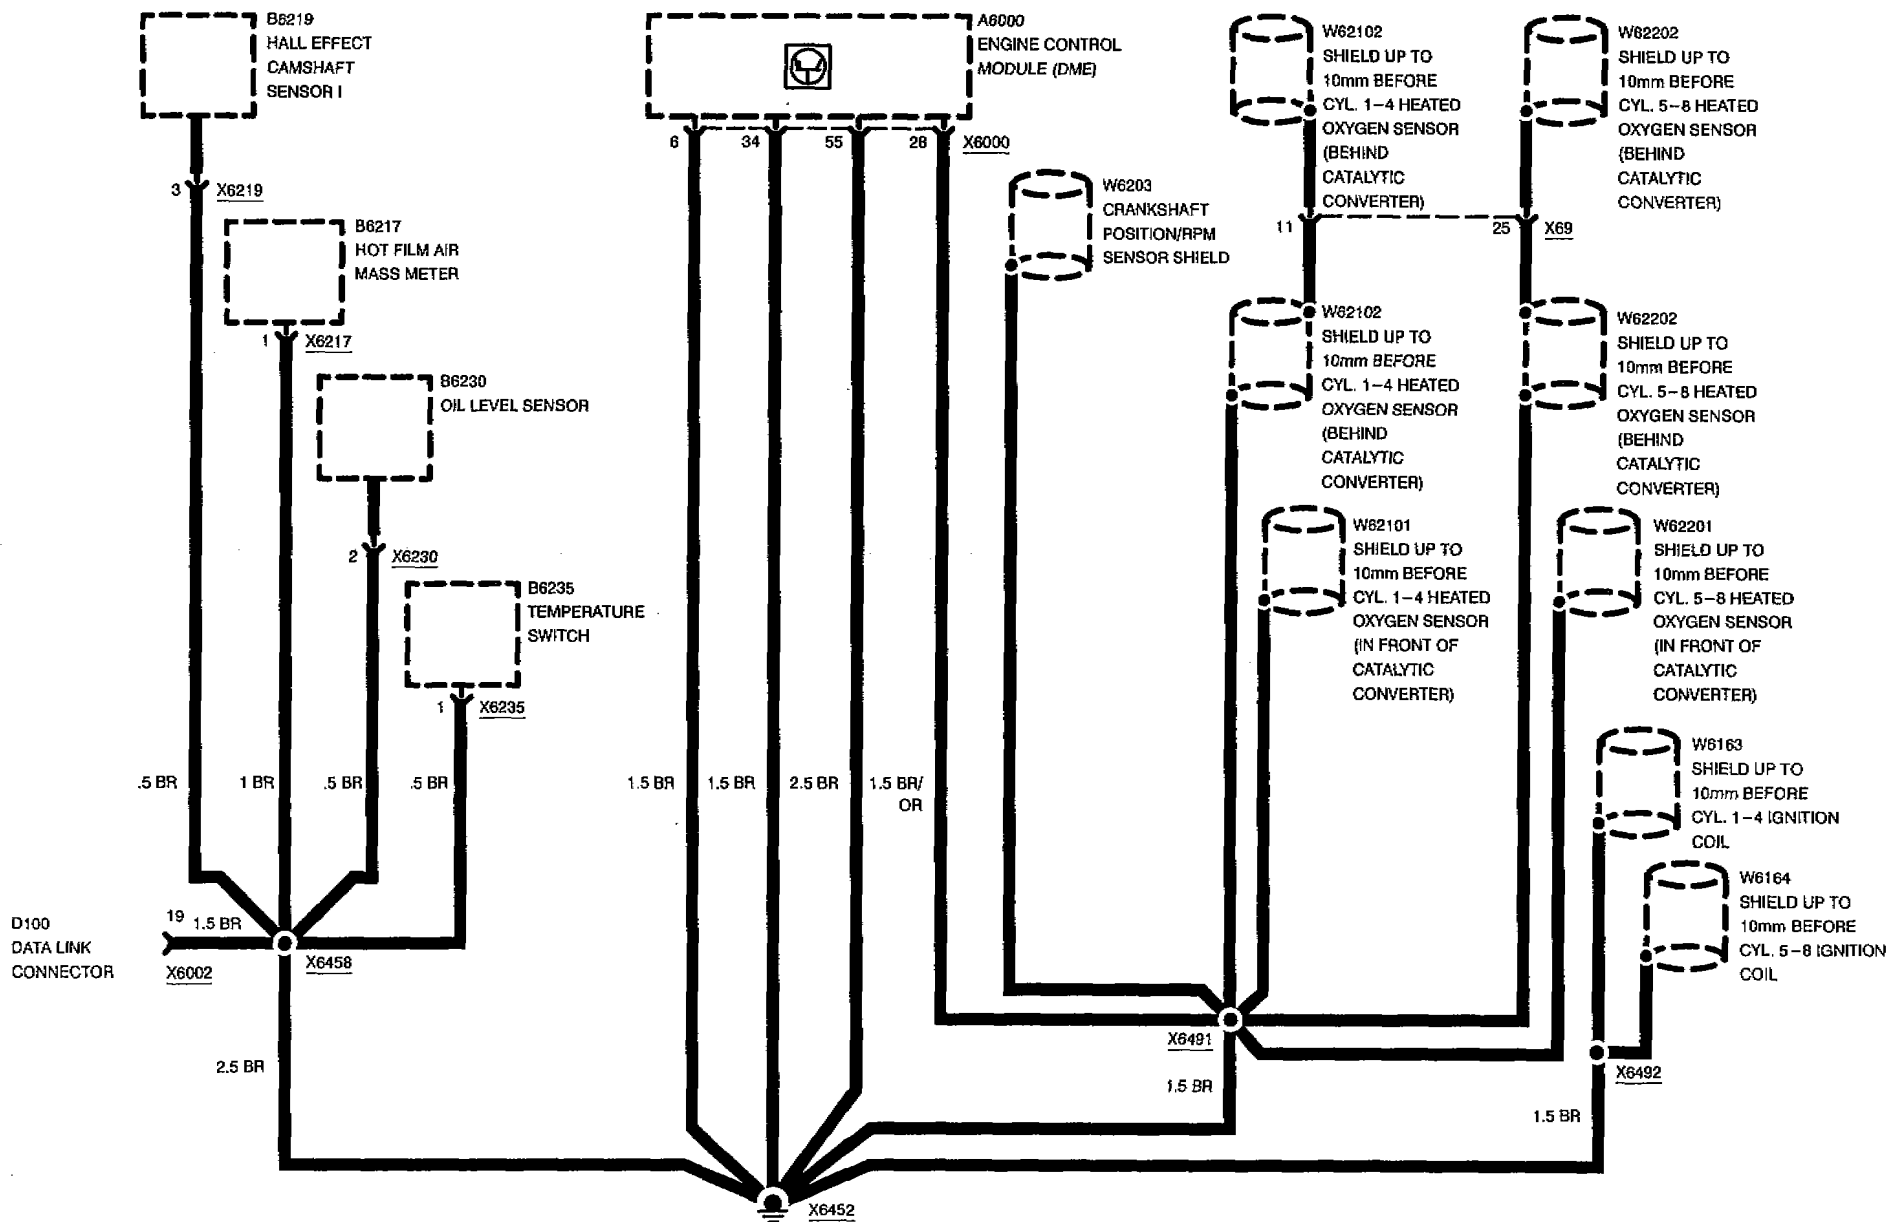 B6219
HALL EFFECT
CAMSHAFT
SENSOR I
3
X6219
B6217
HOT FILM AIR
MASS METER
1
X6217
B6230
OIL LEVEL SENSOR
2
X6230
B6235
TEMPERATURE
SWITCH
1
X6235
.5 BR
1 BR
.5 BR
.5 BR
D100
DATA LINK
CONNECTOR
19
1.5 BR
X6002
X6458
2.5 BR
A6000
ENGINE CONTROL
MODULE (DME)
6
34
55
28
X6000
1.5 BR
1.5 BR
2.5 BR
1.5 BR/
OR
W6203
CRANKSHAFT
POSITION/RPM
SENSOR SHIELD
W62102
SHIELD UP TO
10mm BEFORE
CYL. 1-4 HEATED
OXYGEN SENSOR
(BEHIND
CATALYTIC
CONVERTER)
W62202
SHIELD UP TO
10mm BEFORE
CYL. 5-8 HEATED
OXYGEN SENSOR
(BEHIND
CATALYTIC
CONVERTER)
11
25
X69
W62102
SHIELD UP TO
10mm BEFORE
CYL. 1-4 HEATED
OXYGEN SENSOR
(BEHIND
CATALYTIC
CONVERTER)
W62202
SHIELD UP TO
10mm BEFORE
CYL. 5-8 HEATED
OXYGEN SENSOR
(BEHIND
CATALYTIC
CONVERTER)
W62101
SHIELD UP TO
10mm BEFORE
CYL. 1-4 HEATED
OXYGEN SENSOR
(IN FRONT OF
CATALYTIC
CONVERTER)
W62201
SHIELD UP TO
10mm BEFORE
CYL. 5-8 HEATED
OXYGEN SENSOR
(IN FRONT OF
CATALYTIC
CONVERTER)
W6163
SHIELD UP TO
10mm BEFORE
CYL. 1-4 IGNITION
COIL
W6164
SHIELD UP TO
10mm BEFORE
CYL. 5-8 IGNITION
COIL
X6491
1.5 BR
X6492
1.5 BR
X6452